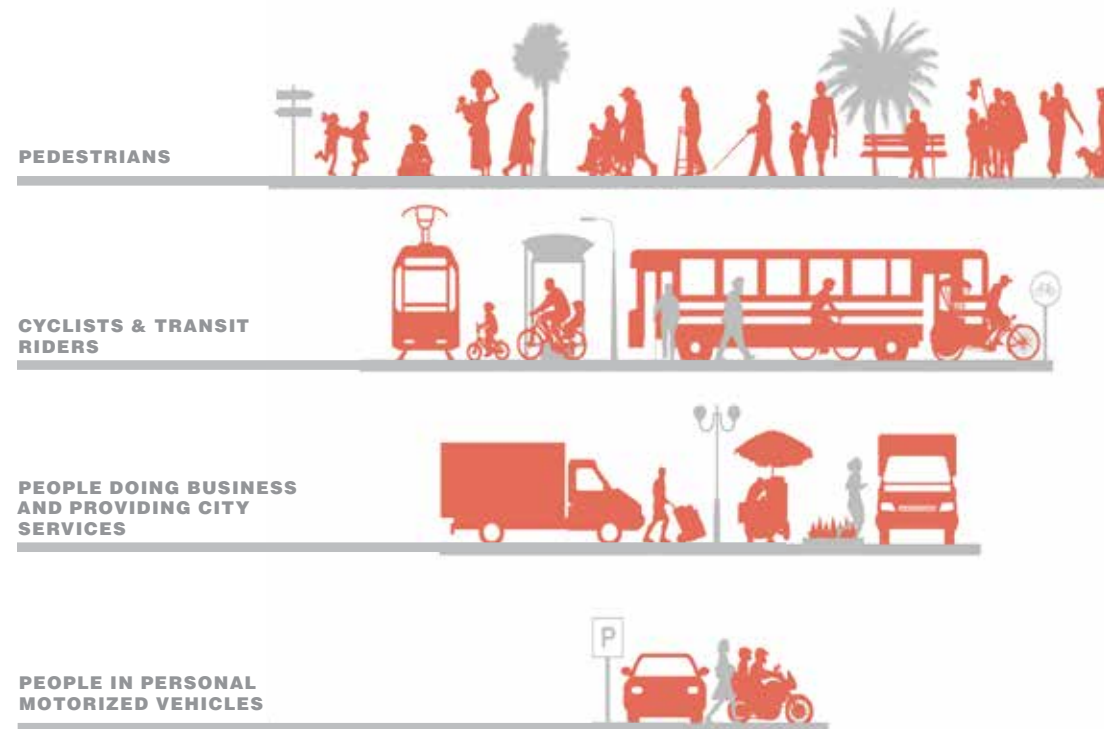 PEDESTRIANS
CYCLISTS & TRANSIT
RIDERS
PEOPLE DOING BUSINESS
AND PROVIDING CITY
SERVICES
P
PEOPLE IN PERSONAL
MOTORIZED VEHICLES